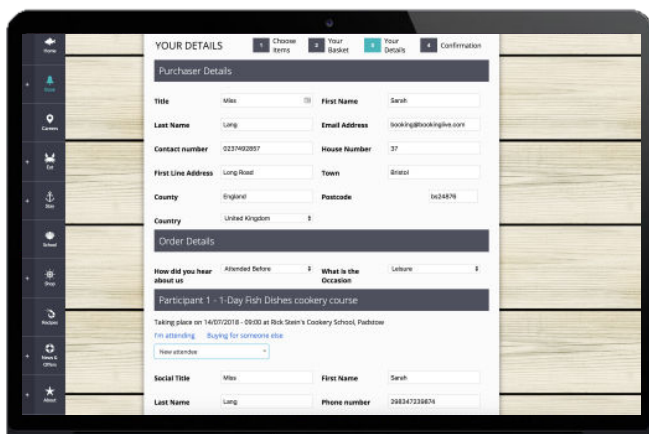 YOUR DETAILS
1 Choose Items
2 Your Basket
3 Your Details
4 Confirmation
Home
Book
Careers
Eat
Stay
School
Shop
Recipes
News & Offers
About
Purchaser Details
Title Miss First Name Sarah
Last Name Long Email Address booking@bookinglive.com
Contact number 0237492857 House Number 37
First Line Address Long Road Town Bristol
County England Postcode bs24876
Country United Kingdom
Order Details
How did you hear about us Attended Before What is the Occasion Leisure
Participant 1 - 1-Day Fish Dishes cookery course
Taking place on 14/07/2018 - 09:00 at Rick Stein's Cookery School, Padstow
I'm attending Buying for someone else
New attendee
Social Title Miss First Name Sarah
Last Name Long Phone number 398347239874